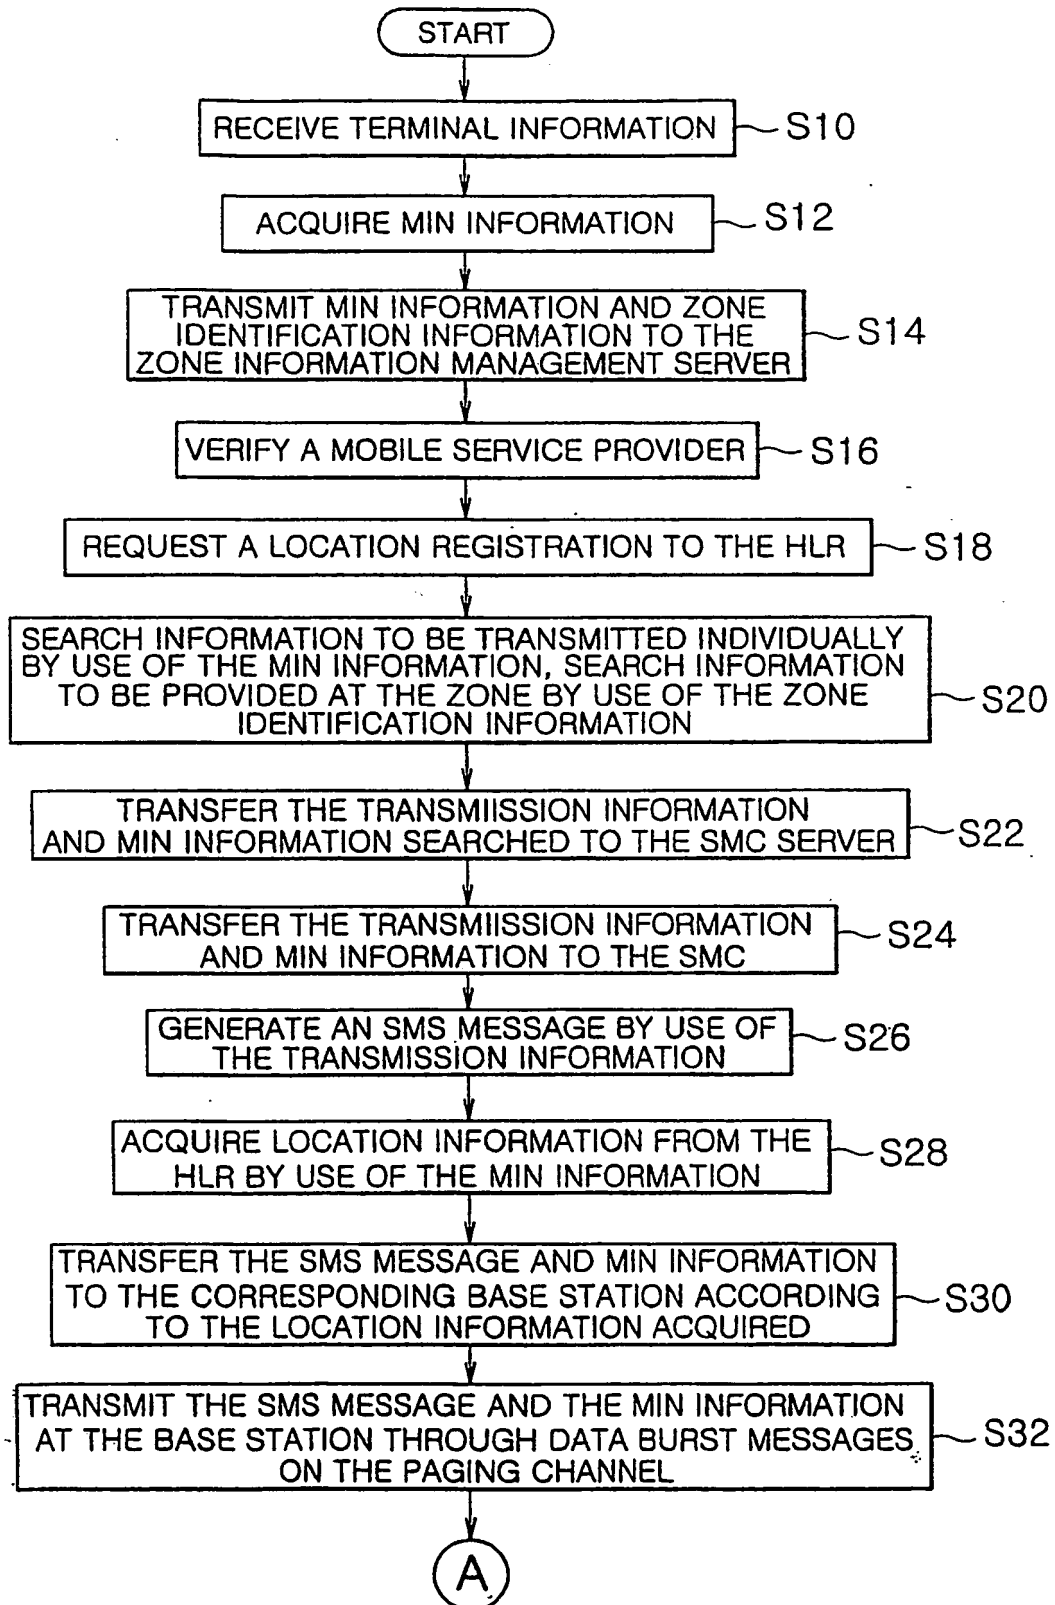 START
RECEIVE TERMINAL INFORMATION
S10
ACQUIRE MIN INFORMATION
S12
TRANSMIT MIN INFORMATION AND ZONE
IDENTIFICATION INFORMATION TO THE
ZONE INFORMATION MANAGEMENT SERVER
S14
VERIFY A MOBILE SERVICE PROVIDER
S16
REQUEST A LOCATION REGISTRATION TO THE HLR
S18
SEARCH INFORMATION TO BE TRANSMITTED INDIVIDUALLY
BY USE OF THE MIN INFORMATION, SEARCH INFORMATION
TO BE PROVIDED AT THE ZONE BY USE OF THE ZONE
IDENTIFICATION INFORMATION
S20
TRANSFER THE TRANSMIISSION INFORMATION
AND MIN INFORMATION SEARCHED TO THE SMC SERVER
S22
TRANSFER THE TRANSMIISSION INFORMATION
AND MIN INFORMATION TO THE SMC
S24
GENERATE AN SMS MESSAGE BY USE OF
THE TRANSMISSION INFORMATION
S26
ACQUIRE LOCATION INFORMATION FROM THE
HLR BY USE OF THE MIN INFORMATION
S28
TRANSFER THE SMS MESSAGE AND MIN INFORMATION
TO THE CORRESPONDING BASE STATION ACCORDING
TO THE LOCATION INFORMATION ACQUIRED
S30
TRANSMIT THE SMS MESSAGE AND THE MIN INFORMATION
AT THE BASE STATION THROUGH DATA BURST MESSAGES
ON THE PAGING CHANNEL
S32
A